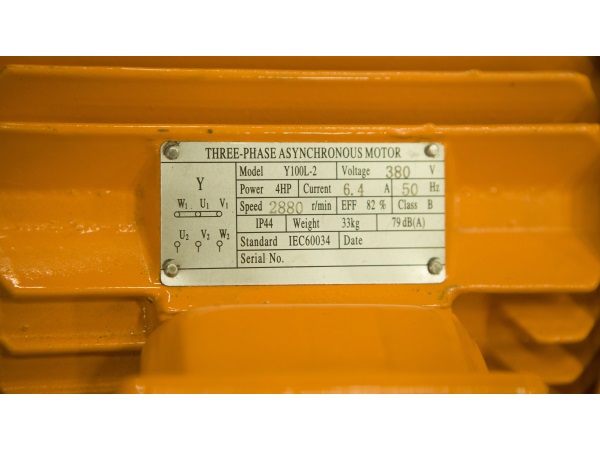 THREE-PHASE ASYNCHRONOUS MOTOR
Y
W1 U1 V1
U2 V2 W2
Model Y100L-2 Voltage 380 V
Power 4HP Current 6.4 A 50 Hz
Speed 2880 r/min EFF 82 % Class B
IP44 Weight 33kg 79 dB(A)
Standard IEC60034 Date
Serial No.